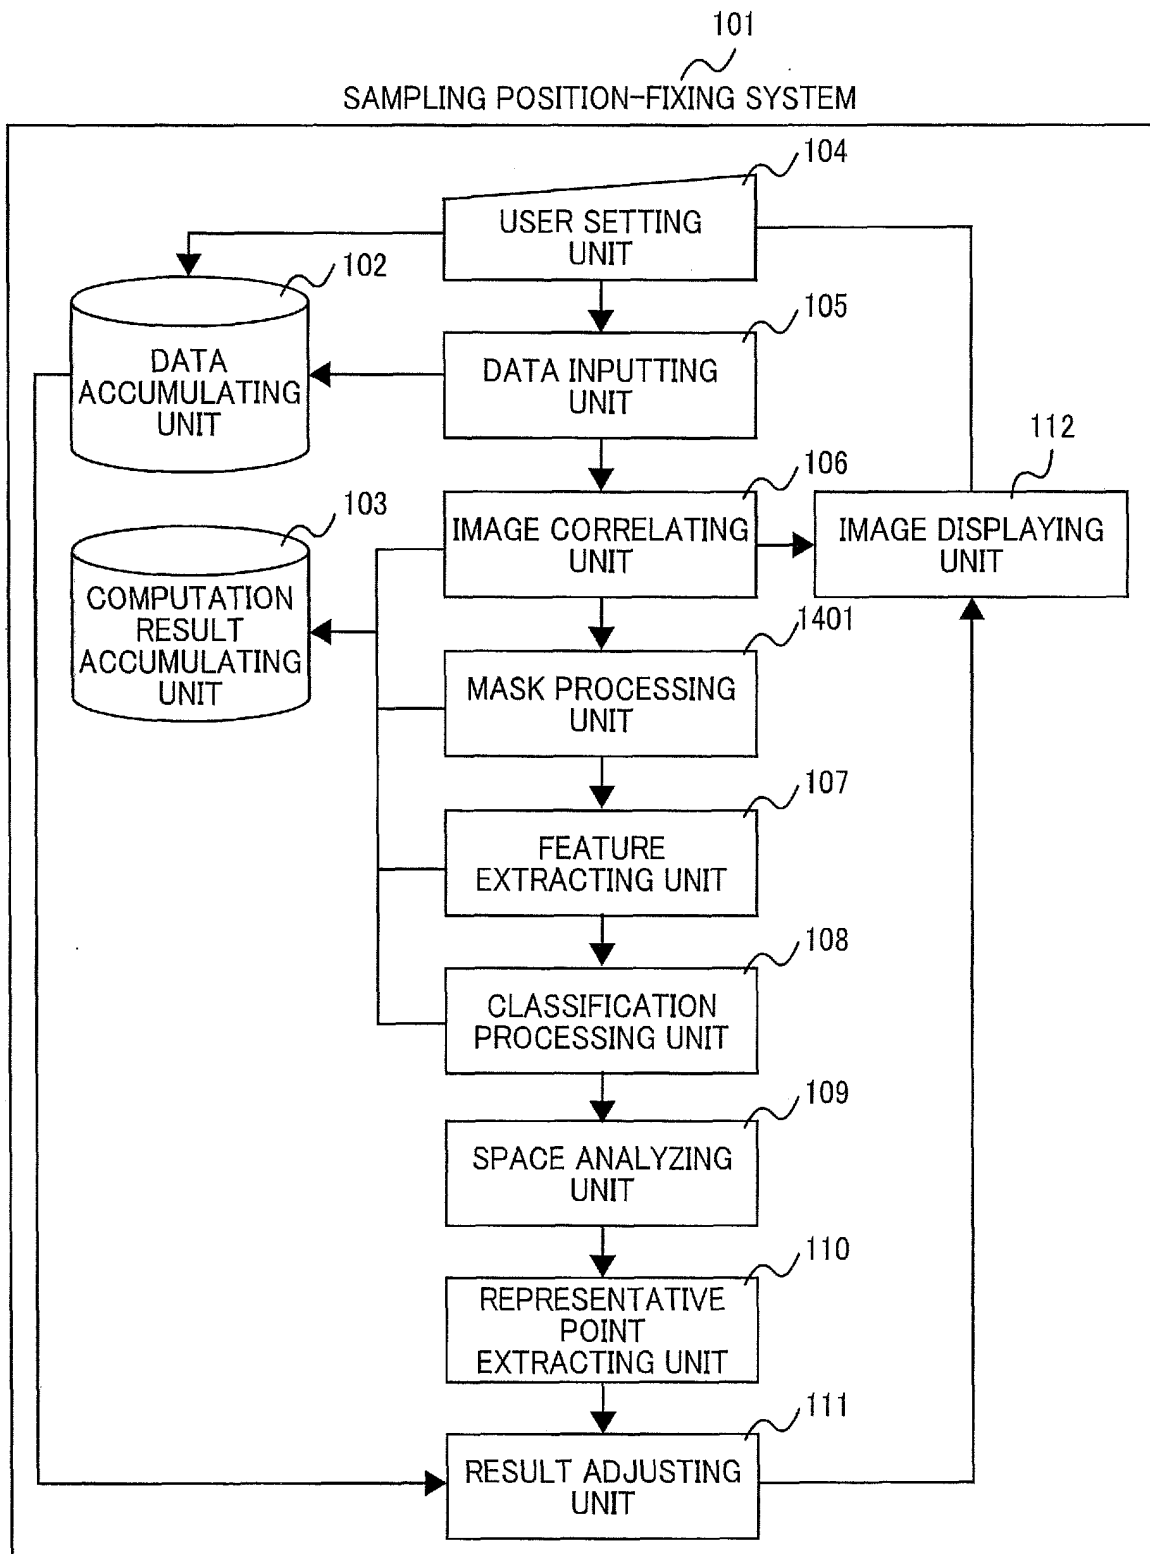 101
SAMPLING POSITION-FIXING SYSTEM
104
USER SETTING
UNIT
102
DATA
ACCUMULATING
UNIT
105
DATA INPUTTING
UNIT
112
IMAGE DISPLAYING
UNIT
106
IMAGE CORRELATING
UNIT
103
COMPUTATION
RESULT
ACCUMULATING
UNIT
1401
MASK PROCESSING
UNIT
107
FEATURE
EXTRACTING UNIT
108
CLASSIFICATION
PROCESSING UNIT
109
SPACE ANALYZING
UNIT
110
REPRESENTATIVE
POINT
EXTRACTING UNIT
111
RESULT ADJUSTING
UNIT